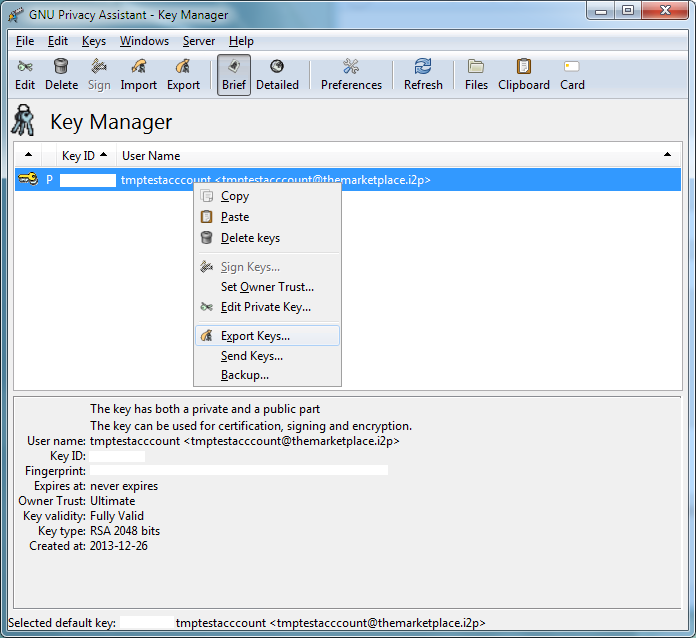 GNU Privacy Assistant - Key Manager
File Edit Keys Windows Server Help
Edit Delete Sign Import Export Brief Detailed Preferences Refresh Files Clipboard Card
Key Manager
Key ID User Name
P tmptestacccount <tmptestacccount@themarketplace.i2p>
Copy
Paste
Delete keys
Sign Keys...
Set Owner Trust...
Edit Private Key...
Export Keys...
Send Keys...
Backup...
The key has both a private and a public part
The key can be used for certification, signing and encryption.
User name: tmptestacccount <tmptestacccount@themarketplace.i2p>
Key ID:
Fingerprint:
Expires at: never expires
Owner Trust: Ultimate
Key validity: Fully Valid
Key type: RSA 2048 bits
Created at: 2013-12-26
Selected default key: tmptestacccount <tmptestacccount@themarketplace.i2p>